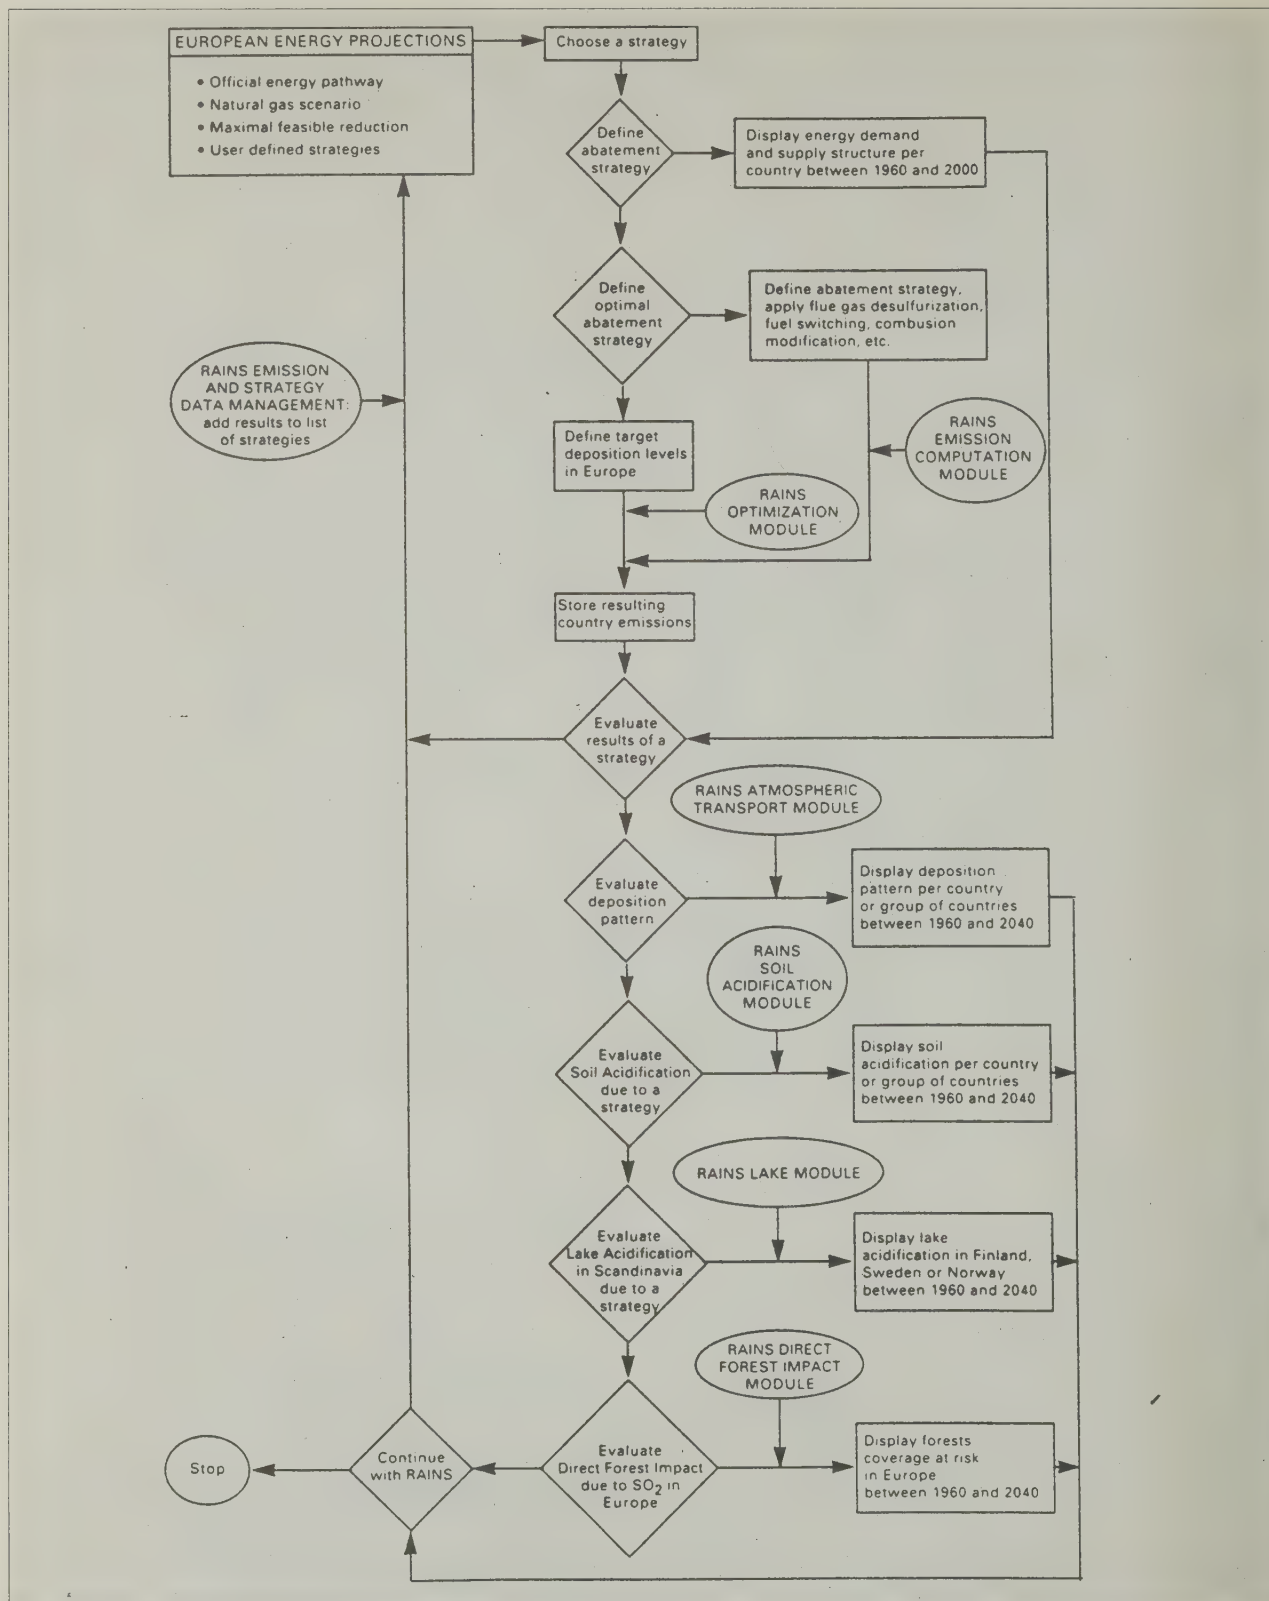 EUROPEAN ENERGY PROJECTIONS
• Official energy pathway
• Natural gas scenario
• Maximal feasible reduction
• User defined strategies
Choose a strategy
Define
abatement
strategy
Display energy demand
and supply structure per
country between 1960 and 2000
Define
optimal
abatement
strategy
Define abatement strategy,
apply flue gas desulfurization,
fuel switching, combusion
modification, etc.
RAINS EMISSION
AND STRATEGY
DATA MANAGEMENT:
add results to list
of strategies
Define target
deposition levels
in Europe
RAINS
EMISSION
COMPUTATION
MODULE
RAINS
OPTIMIZATION
MODULE
Store resulting
country emissions
Evaluate
results of a
strategy
RAINS ATMOSPHERIC
TRANSPORT MODULE
Evaluate
deposition
pattern
Display deposition
pattern per country
or group of countries
between 1960 and 2040
RAINS
SOIL
ACIDIFICATION
MODULE
Evaluate
Soil Acidification
due to a
strategy
Display soil
acidification per country
or group of countries
between 1960 and 2040
RAINS LAKE MODULE
Evaluate
Lake Acidification
in Scandinavia
due to a
strategy
Display lake
acidification in Finland,
Sweden or Norway
between 1960 and 2040
RAINS DIRECT
FOREST IMPACT
MODULE
Stop
Continue
with RAINS
Evaluate
Direct Forest Impact
due to SO₂ in
Europe
Display forests
coverage at risk
in Europe
between 1960 and 2040